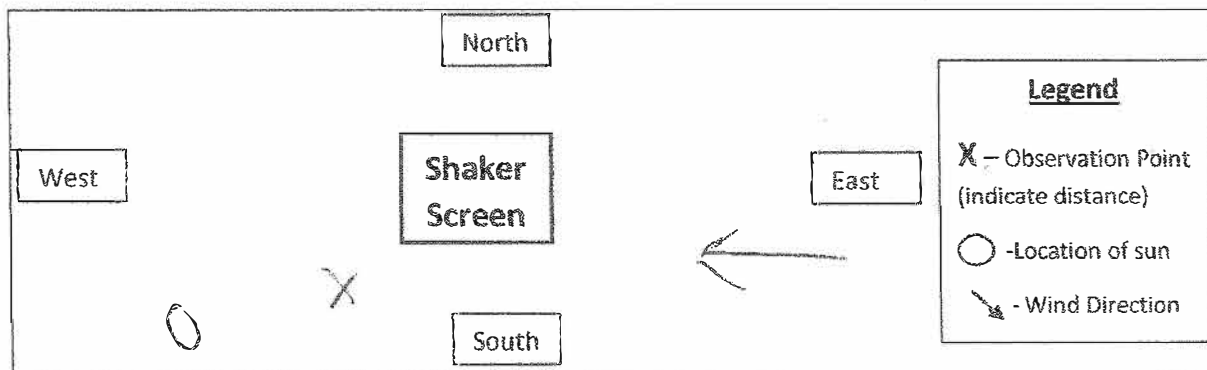 North
Legend
West
Shaker
Screen
East
X – Observation Point
(indicate distance)
-Location of sun
- Wind Direction
X
South